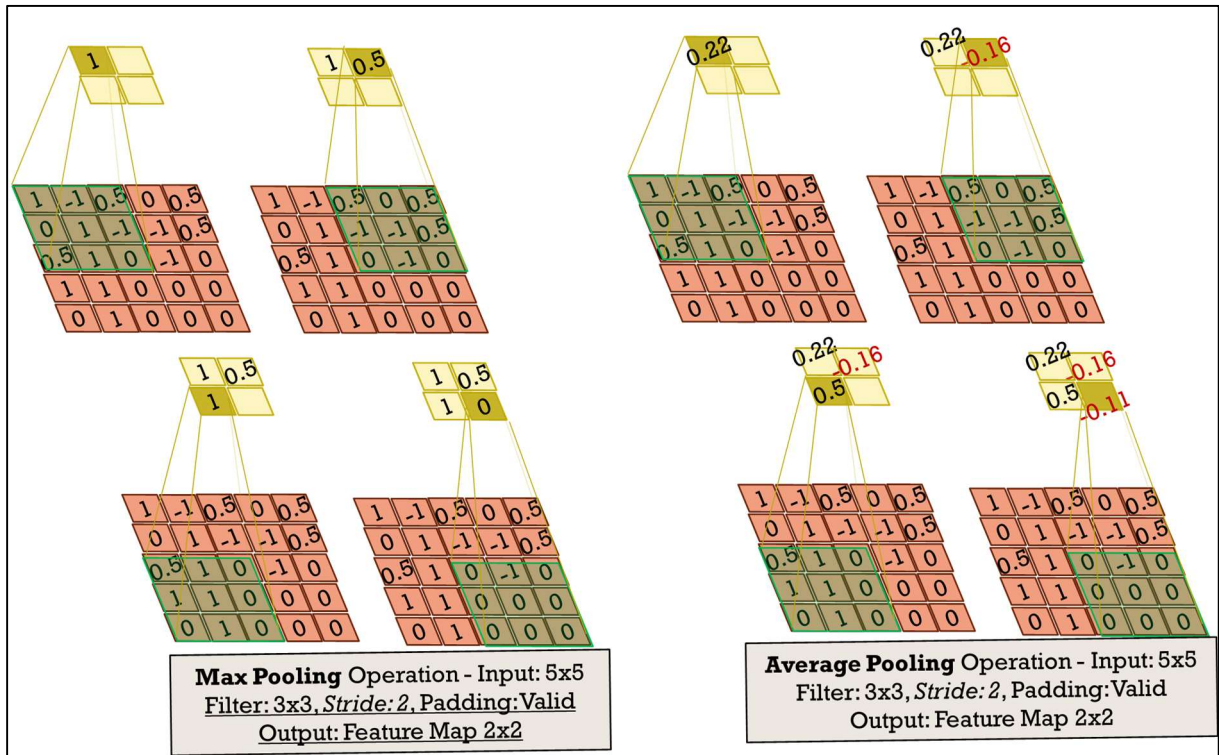 1
1 -1 0.5 0 0.5
0 1 -1 -1 0.5
0.5 1 0 -1 0
1 1 0 0 0
0 1 0 0 0
1 0.5
1 -1 0.5 0 0.5
0 1 -1 -1 0.5
0.5 1 0 -1 0
1 1 0 0 0
0 1 0 0 0
0.22
1 -1 0.5 0 0.5
0 1 -1 -1 0.5
0.5 1 0 -1 0
1 1 0 0 0
0 1 0 0 0
0.22 -0.16
1 -1 0.5 0 0.5
0 1 -1 -1 0.5
0.5 1 0 -1 0
1 1 0 0 0
0 1 0 0 0
1 0.5
1
1 -1 0.5 0 0.5
0 1 -1 -1 0.5
0.5 1 0 -1 0
1 1 0 0 0
0 1 0 0 0
1 0.5
1 0
1 -1 0.5 0 0.5
0 1 -1 -1 0.5
0.5 1 0 -1 0
1 1 0 0 0
0 1 0 0 0
0.22 -0.16
0.5
1 -1 0.5 0 0.5
0 1 -1 -1 0.5
0.5 1 0 -1 0
1 1 0 0 0
0 1 0 0 0
0.22 -0.16
0.5 -0.11
1 -1 0.5 0 0.5
0 1 -1 -1 0.5
0.5 1 0 -1 0
1 1 0 0 0
0 1 0 0 0
Max Pooling Operation - Input: 5x5
Filter: 3x3, Stride: 2, Padding: Valid
Output: Feature Map 2x2
Average Pooling Operation - Input: 5x5
Filter: 3x3, Stride: 2, Padding: Valid
Output: Feature Map 2x2